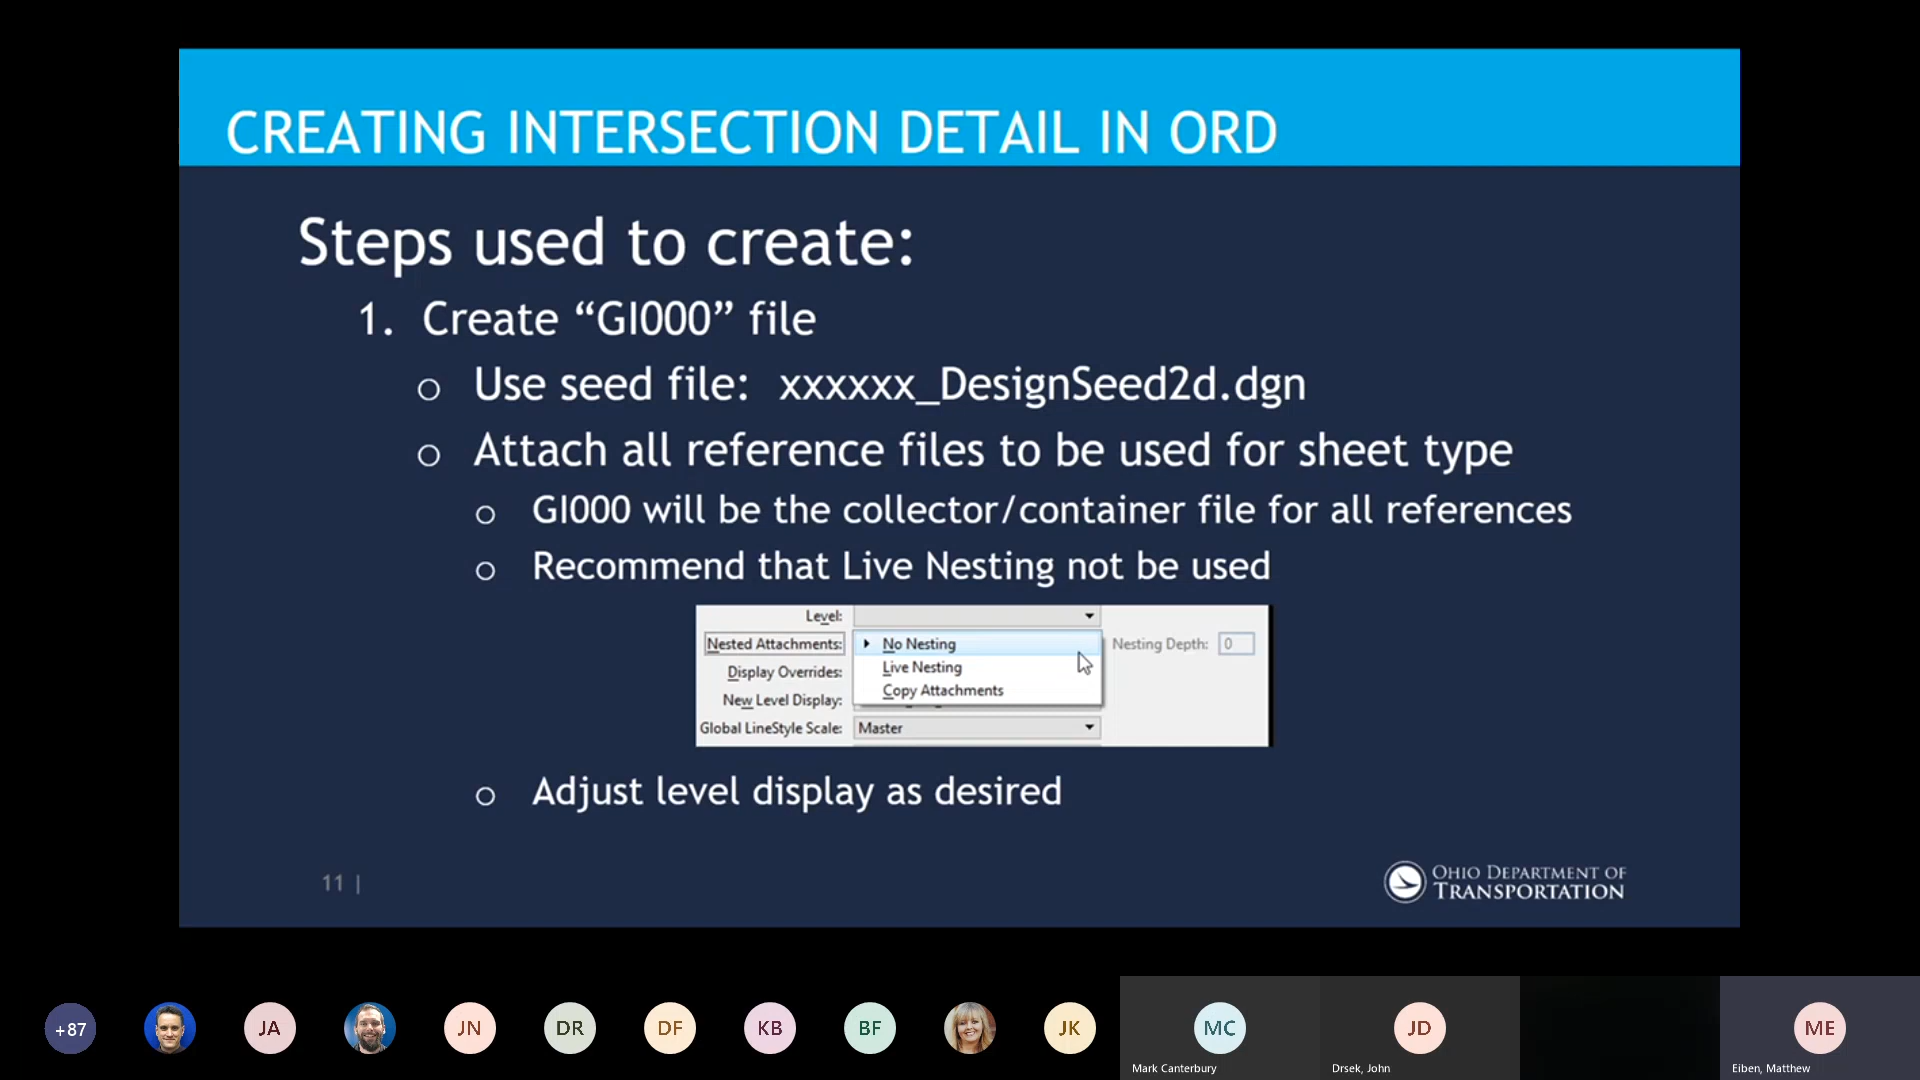 CREATING INTERSECTION DETAIL IN ORD
Steps used to create:
1. Create “GI000” file
o Use seed file: xxxxxx_DesignSeed2d.dgn
o Attach all reference files to be used for sheet type
o GI000 will be the collector/container file for all references
o Recommend that Live Nesting not be used
Level:
Nested Attachments: No Nesting Nesting Depth: 0
Live Nesting
Display Overrides:
Copy Attachments
New Level Display:
Global LineStyle Scale: Master
o Adjust level display as desired
11 |
OHIO DEPARTMENT OF
TRANSPORTATION
+87 JA JN DR DF KB BF JK MC JD ME
Mark Canterbury Drsek, John Eiben, Matthew